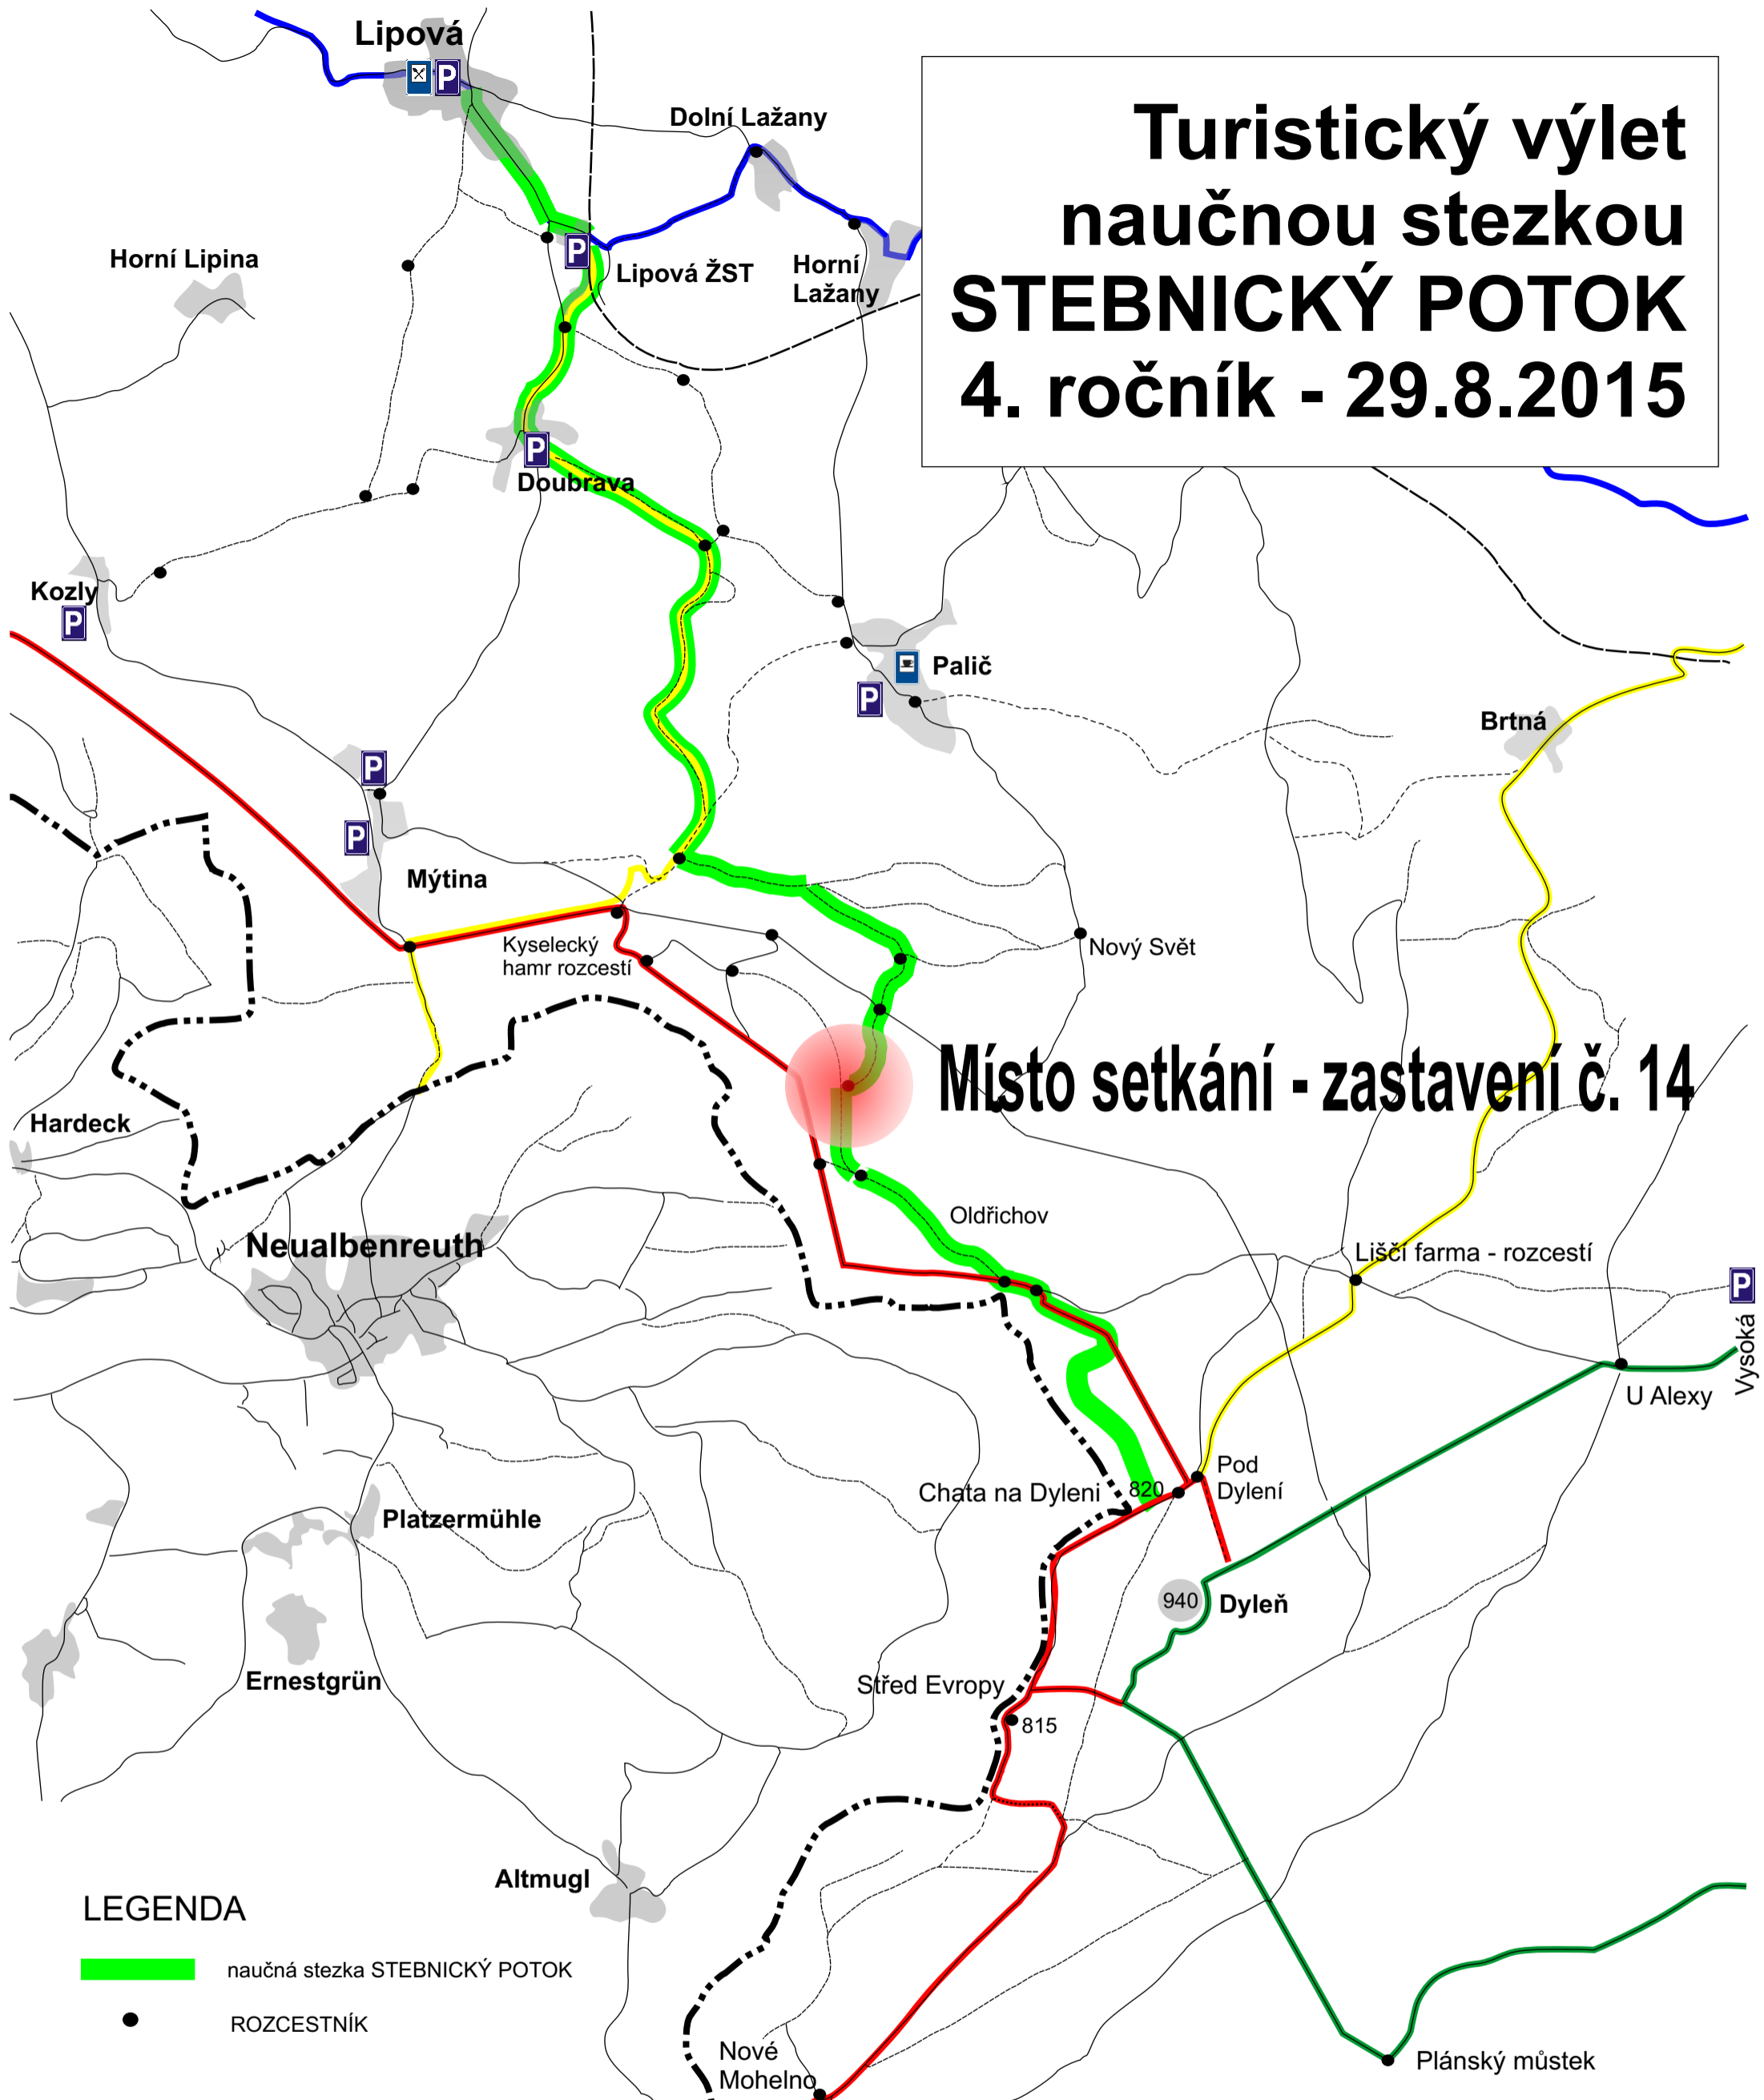 Lipová
P
Turistický výlet
naučnou stezkou
STEBNICKÝ POTOK
4. ročník - 29.8.2015
Dolní Lažany
Horní Lipina
P
Lipová ŽST
Horní
Lažany
P
Doubrava
Kozly
P
Palič
P
Brtná
P
P
Mýtina
Kyselecký
hamr rozcestí
Nový Svět
Místo setkání - zastavení č. 14
Hardeck
Oldřichov
Neualbenreuth
Liščí farma - rozcestí
P
Vysoká
U Alexy
Pod
Dylení
Chata na Dyleni
820
Platzermühle
940
Dyleň
Ernestgrün
Střed Evropy
815
Altmugl
LEGENDA
naučná stezka STEBNICKÝ POTOK
ROZCESTNÍK
Nové
Mohelno
Plánský můstek